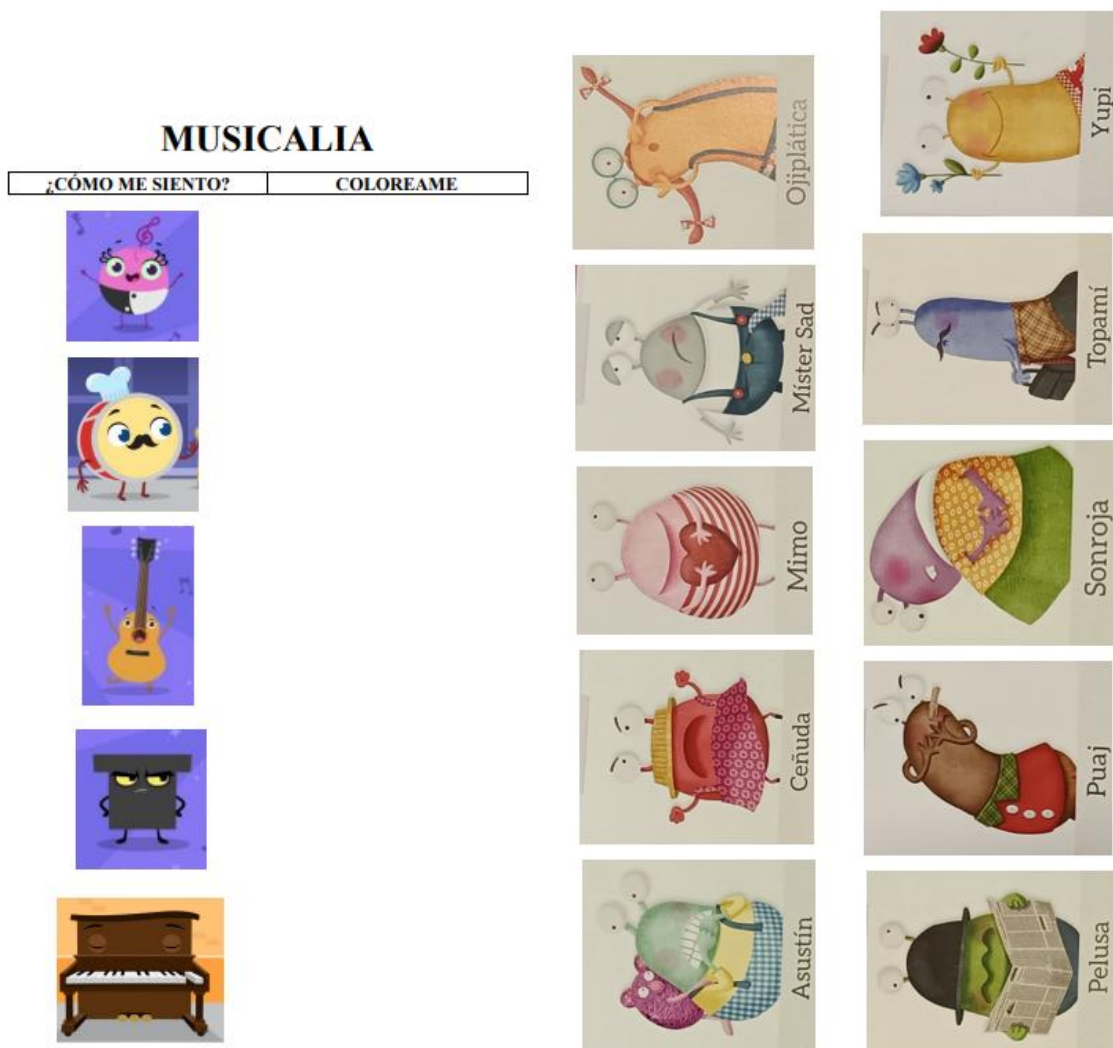 MUSICALIA
¿CÓMO ME SIENTO? COLOREAME
Ojiplática
Míster Sad
Mimo
Ceñuda
Asustín
Yupi
Topamí
Sonroja
Puaj
Pelusa